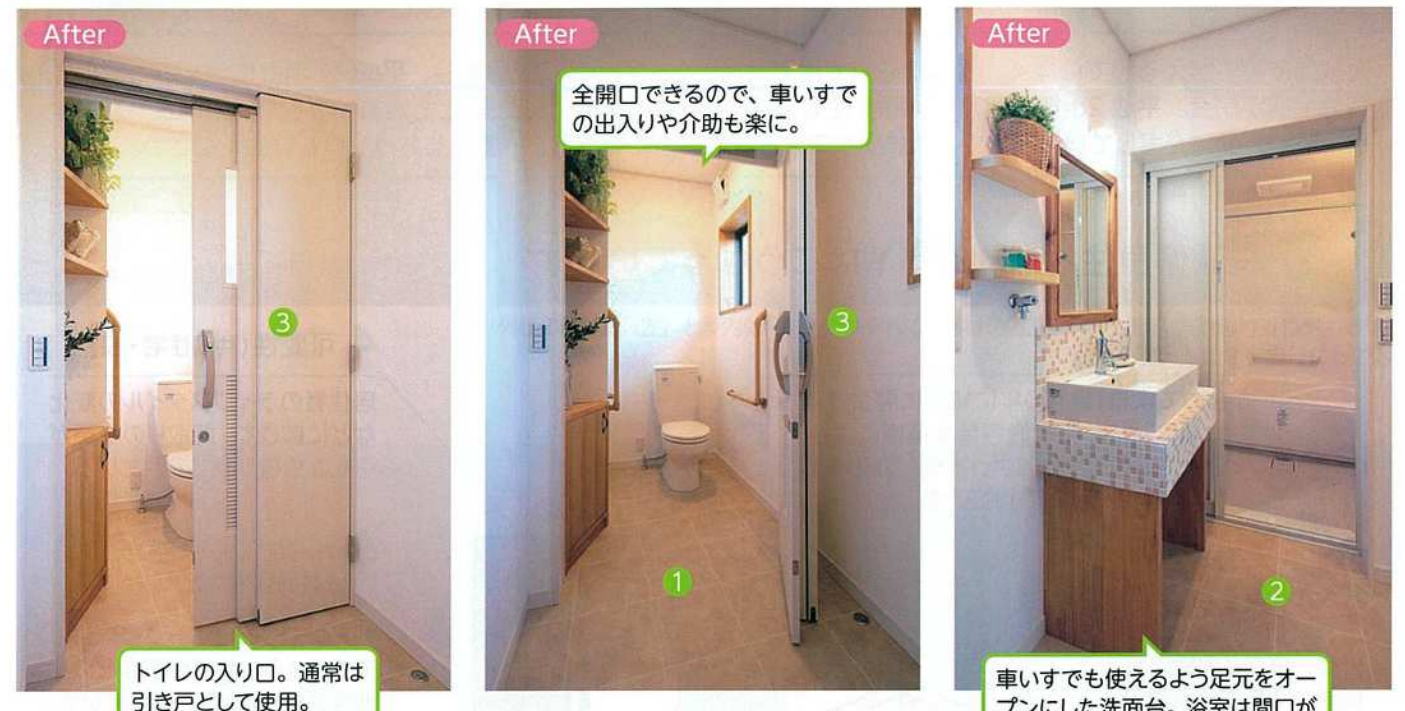 After
③
トイレの入り口。通常は
引き戸として使用。
After
全開口できるので、車いすで
の出入りや介助も楽に。
③
①
After
②
車いすでも使えるよう足元をオー
プンにした洗面台。浴室は間口が